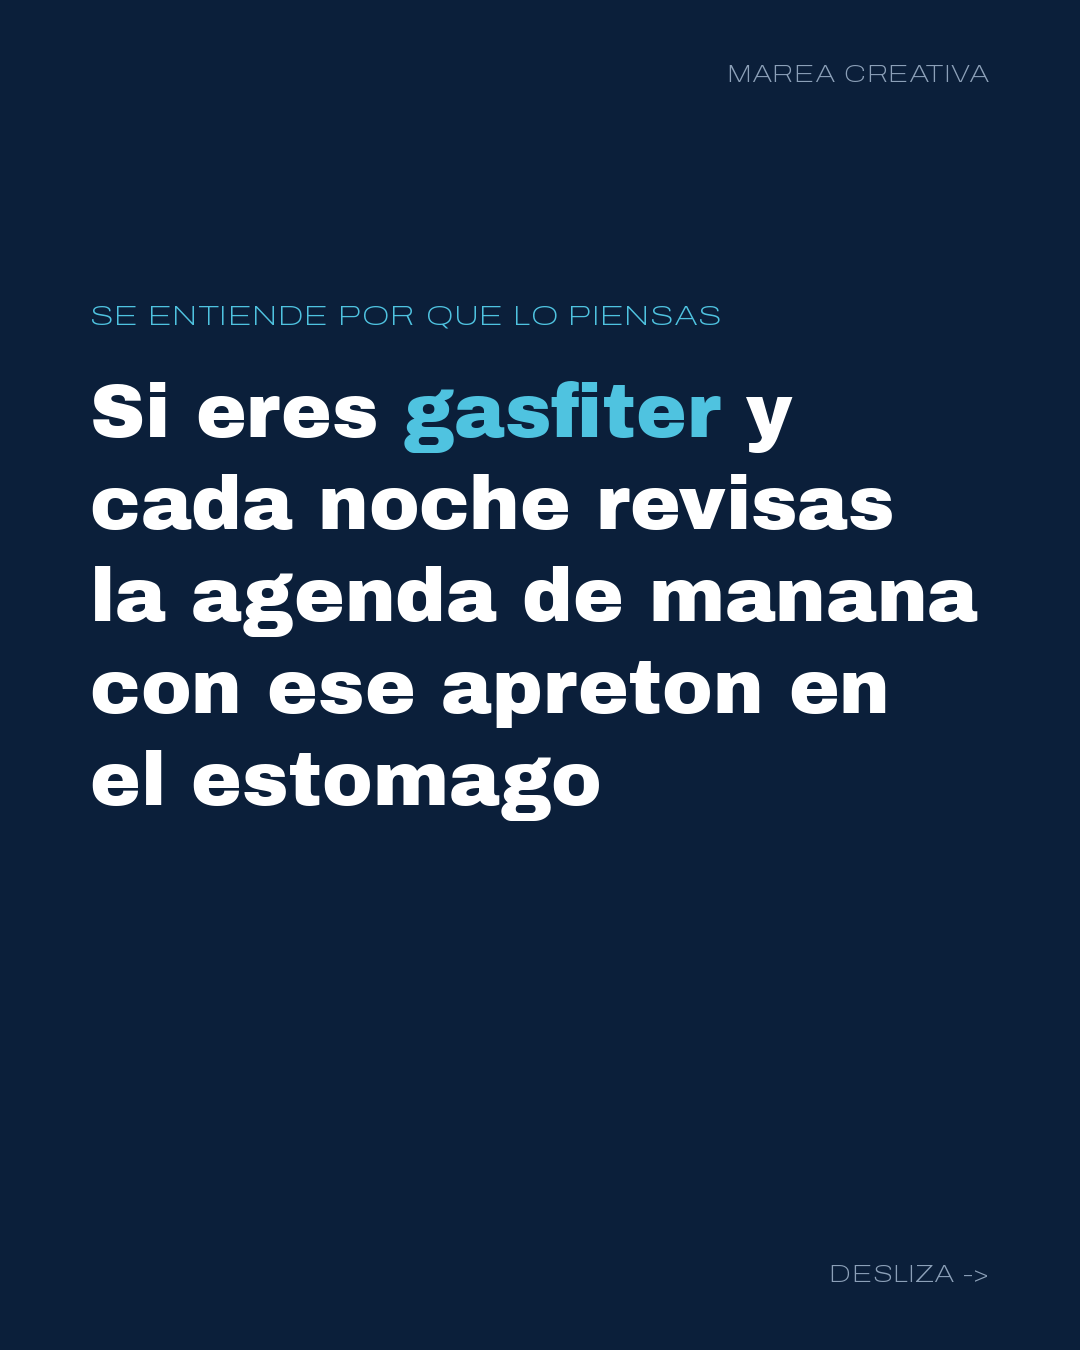 MAREA CREATIVA
SE ENTIENDE POR QUE LO PIENSAS
Si eres gasfiter y
cada noche revisas
la agenda de manana
con ese apreton en
el estomago
DESLIZA ->